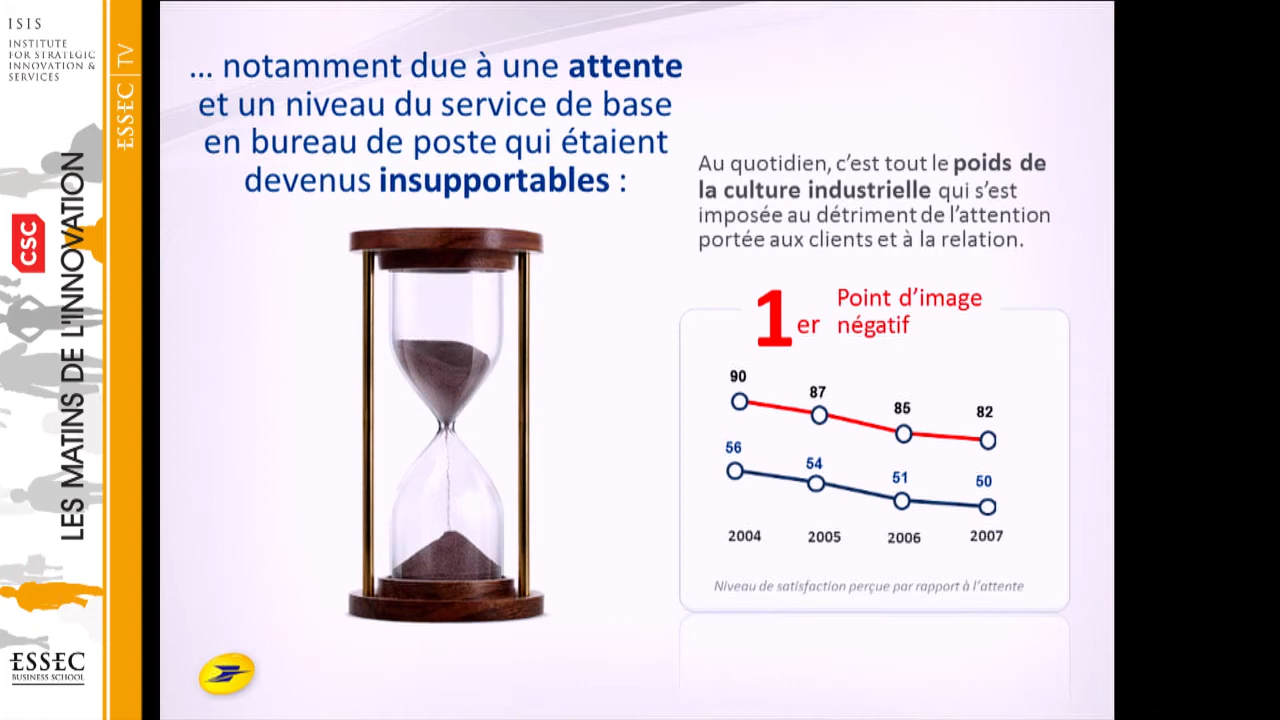 ISIS
INSTITUTE
FOR STRATEGIC
INNOVATION &
SERVICES
ESSEC | TV
CSC
LES MATINS DE L'INNOVATION
ESSEC
BUSINESS SCHOOL
... notamment due à une attente
et un niveau du service de base
en bureau de poste qui étaient
devenus insupportables :
Au quotidien, c’est tout le poids de
la culture industrielle qui s’est
imposée au détriment de l’attention
portée aux clients et à la relation.
1er Point d’image
négatif
90
87
85
82
56
54
51
50
2004 2005 2006 2007
Niveau de satisfaction perçue par rapport à l’attente